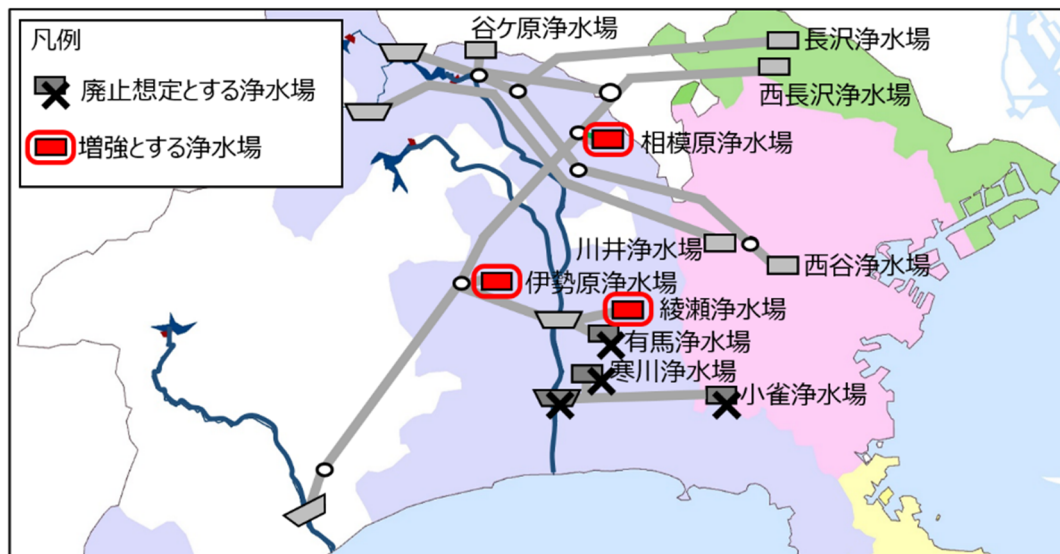 凡例
廃止想定とする浄水場
増強とする浄水場
谷ケ原浄水場
長沢浄水場
西長沢浄水場
相模原浄水場
川井浄水場
西谷浄水場
伊勢原浄水場
綾瀬浄水場
有馬浄水場
寒川浄水場
小雀浄水場